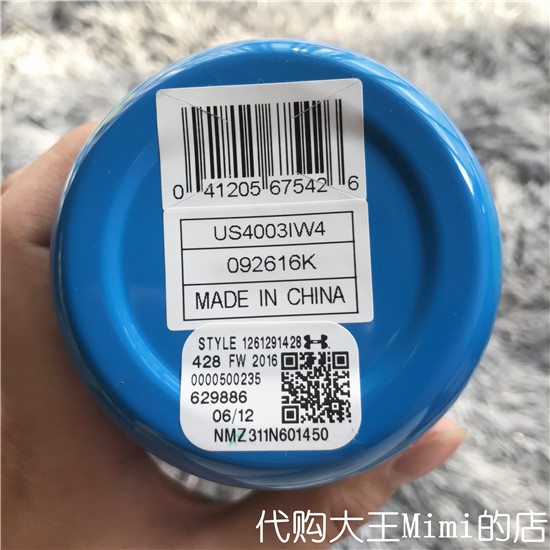 0 41205 67542 6
US4003IW4
092616K
MADE IN CHINA
STYLE 1261291428
428 FW 2016
0000500235
629886
06/12
NMZ311N601450
代购大王Mimi的店